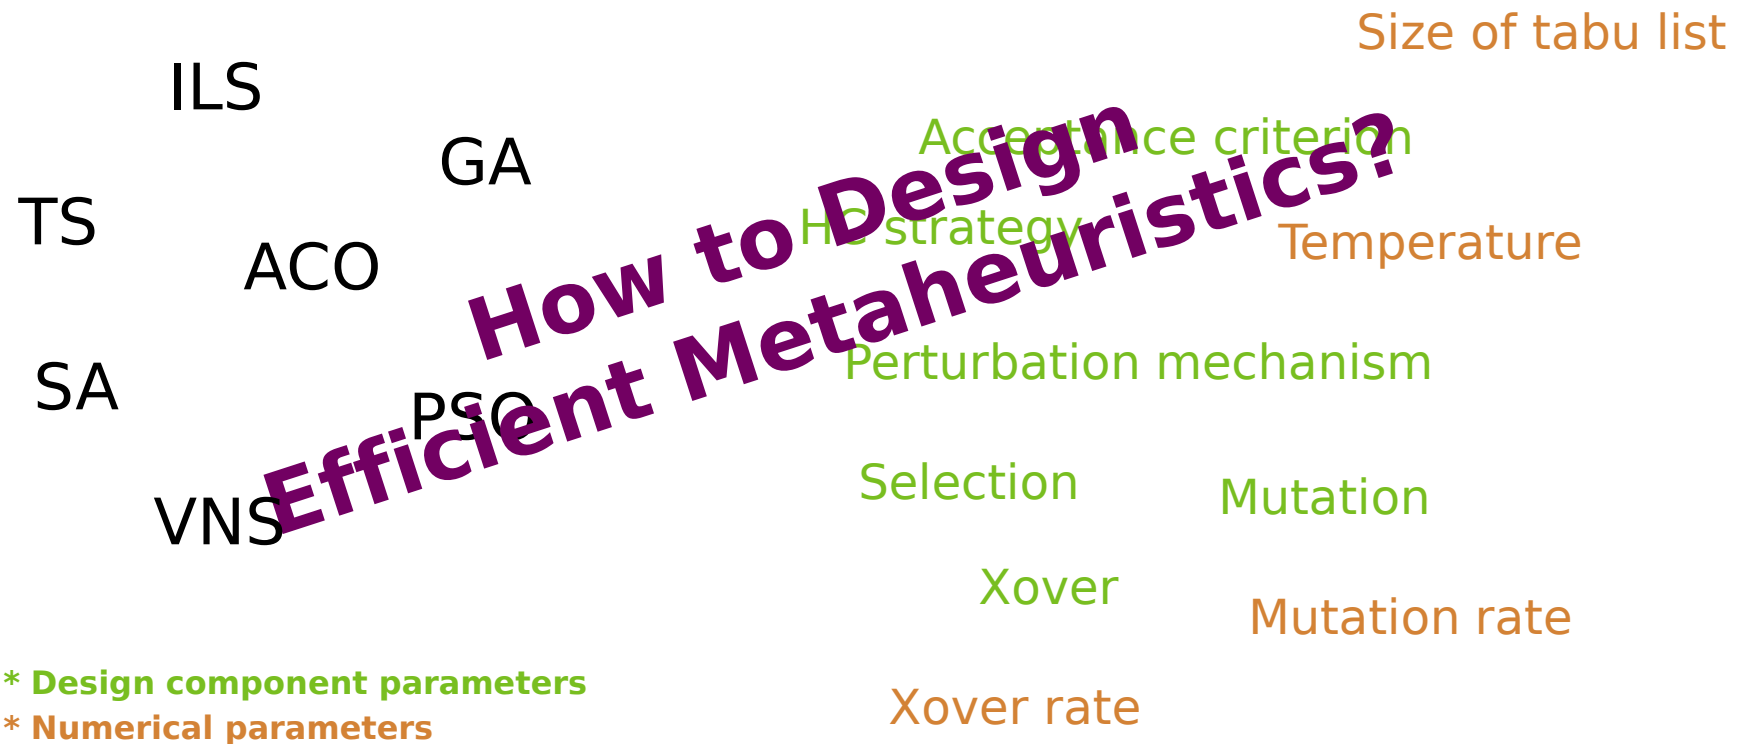 Size of tabu list
ILS
Acceptance criterion
GA
TS
HC strategy
Temperature
ACO
How to Design
Efficient Metaheuristics?
Perturbation mechanism
SA
PSO
Selection
Mutation
VNS
Xover
Mutation rate
* Design component parameters
Xover rate
* Numerical parameters